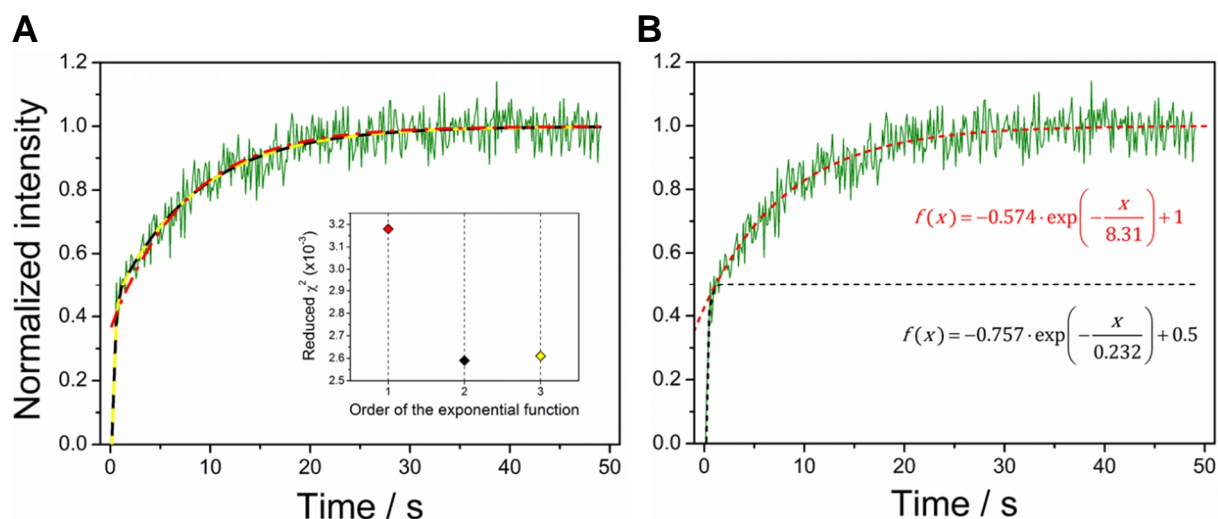 A
Normalized intensity
1.2
1.0
0.8
0.6
0.4
0.2
0.0
0 10 20 30 40 50
Time / s
Reduced χ² (x10⁻³)
3.2
3.1
3.0
2.9
2.8
2.7
2.6
2.5
1 2 3
Order of the exponential function
B
1.2
1.0
0.8
0.6
0.4
0.2
0.0
f(x) = −0.574 · exp(−x/8.31) + 1
f(x) = −0.757 · exp(−x/0.232) + 0.5
0 10 20 30 40 50
Time / s